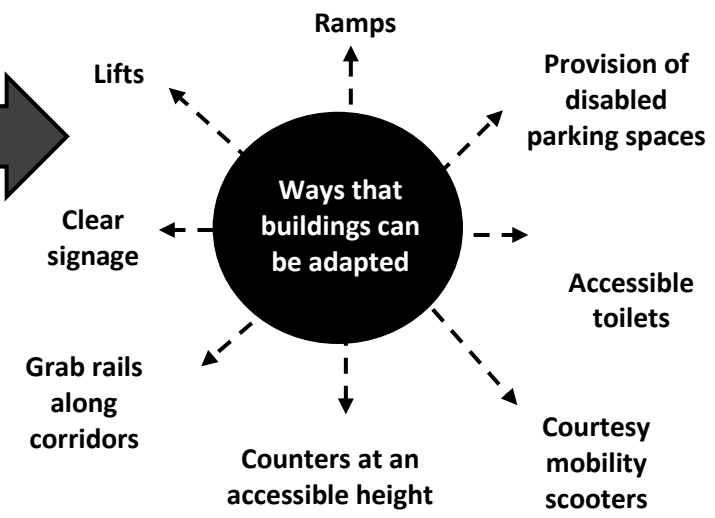 Ramps
Lifts
Provision of
disabled
parking spaces
Ways that
buildings can
be adapted
Clear
signage
Accessible
toilets
Grab rails
along
corridors
Counters at an
accessible height
Courtesy
mobility
scooters